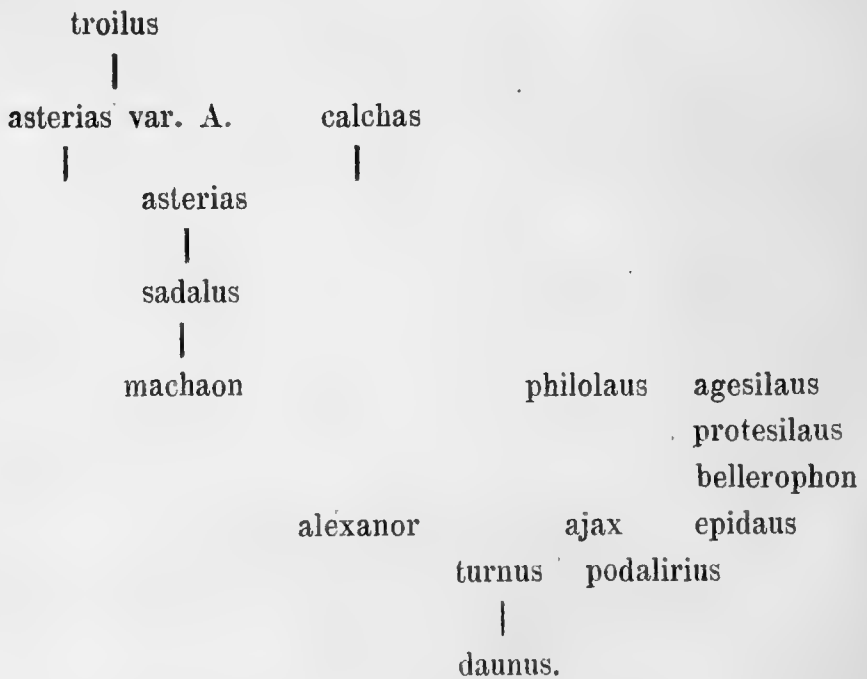 troilus
asterias var. A. calchas
asterias
sadalus
machaon philolaus agesilaus
protesilaus
bellerophon
alexanor ajax epidaus
turnus podalirius
daunus.